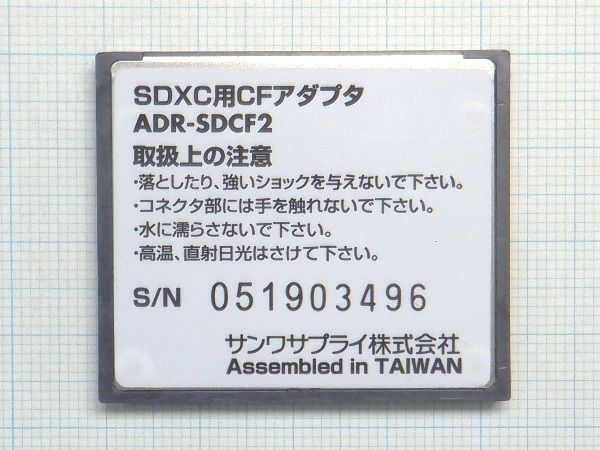 SDXC用CFアダプタ
ADR-SDCF2
取扱上の注意
・落としたり、強いショックを与えないで下さい。
・コネクタ部には手を触れないで下さい。
・水に濡らさないで下さい。
・高温、直射日光はさけて下さい。
S/N 051903496
サンワサプライ株式会社
Assembled in TAIWAN